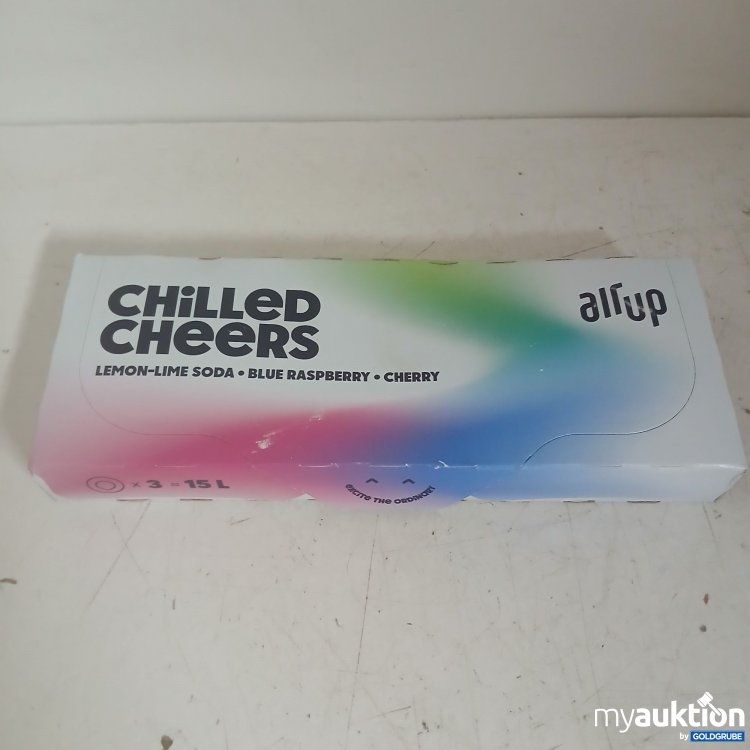 CHiLLeD
CHeeRS
air up
LEMON-LIME SODA • BLUE RASPBERRY • CHERRY
× 3 = 15 L
excite the ordinary
myauktion
by GOLDGRUBE